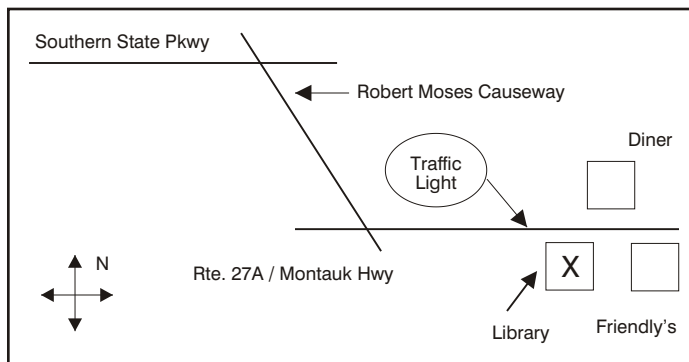 Southern State Pkwy
Robert Moses Causeway
Diner
Traffic
Light
N
Rte. 27A / Montauk Hwy
X
Library
Friendly's